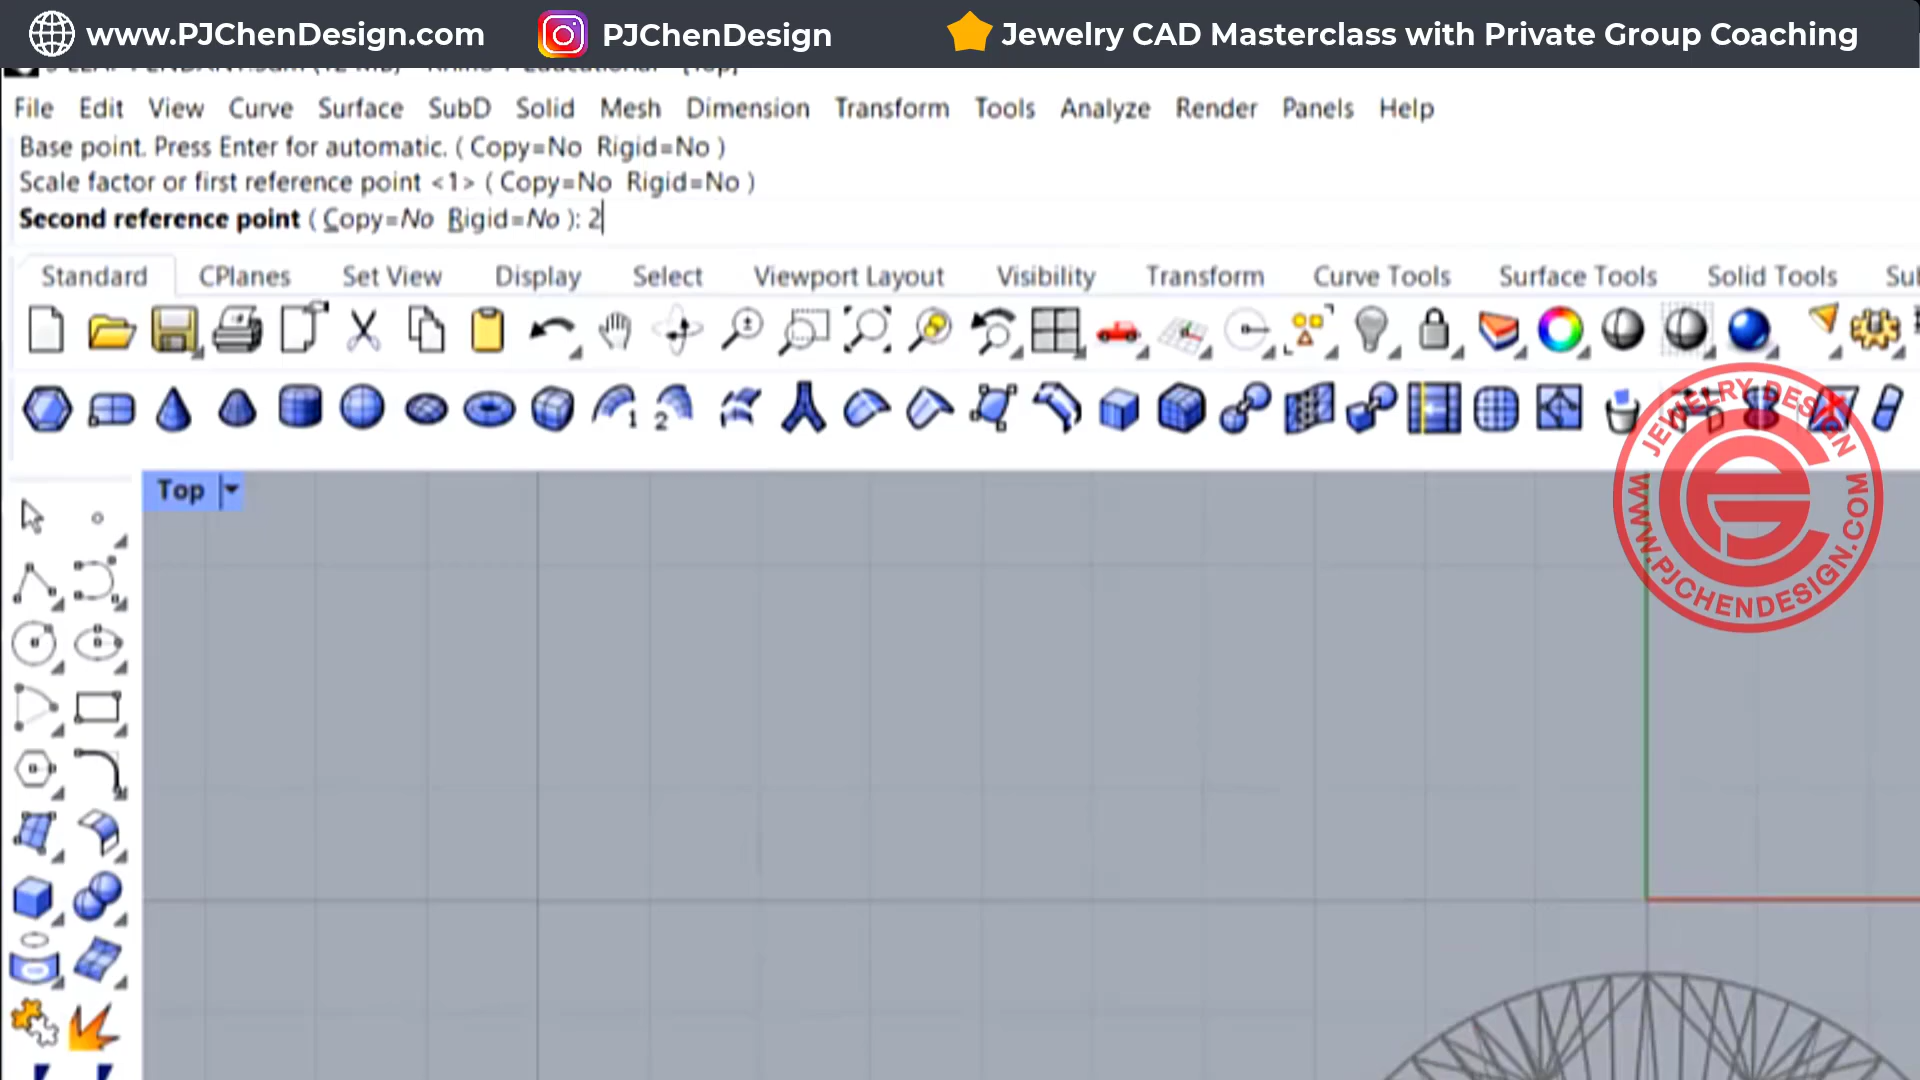 www.PJChenDesign.com PJChenDesign Jewelry CAD Masterclass with Private Group Coaching
File Edit View Curve Surface SubD Solid Mesh Dimension Transform Tools Analyze Render Panels Help
Base point. Press Enter for automatic. ( Copy=No Rigid=No )
Scale factor or first reference point <1> ( Copy=No Rigid=No )
Second reference point ( Copy=No Rigid=No ): 2
Standard CPlanes Set View Display Select Viewport Layout Visibility Transform Curve Tools Surface Tools Solid Tools
1 2
JEWELRY DESIGN
WWW.PJCHENDESIGN.COM
Top